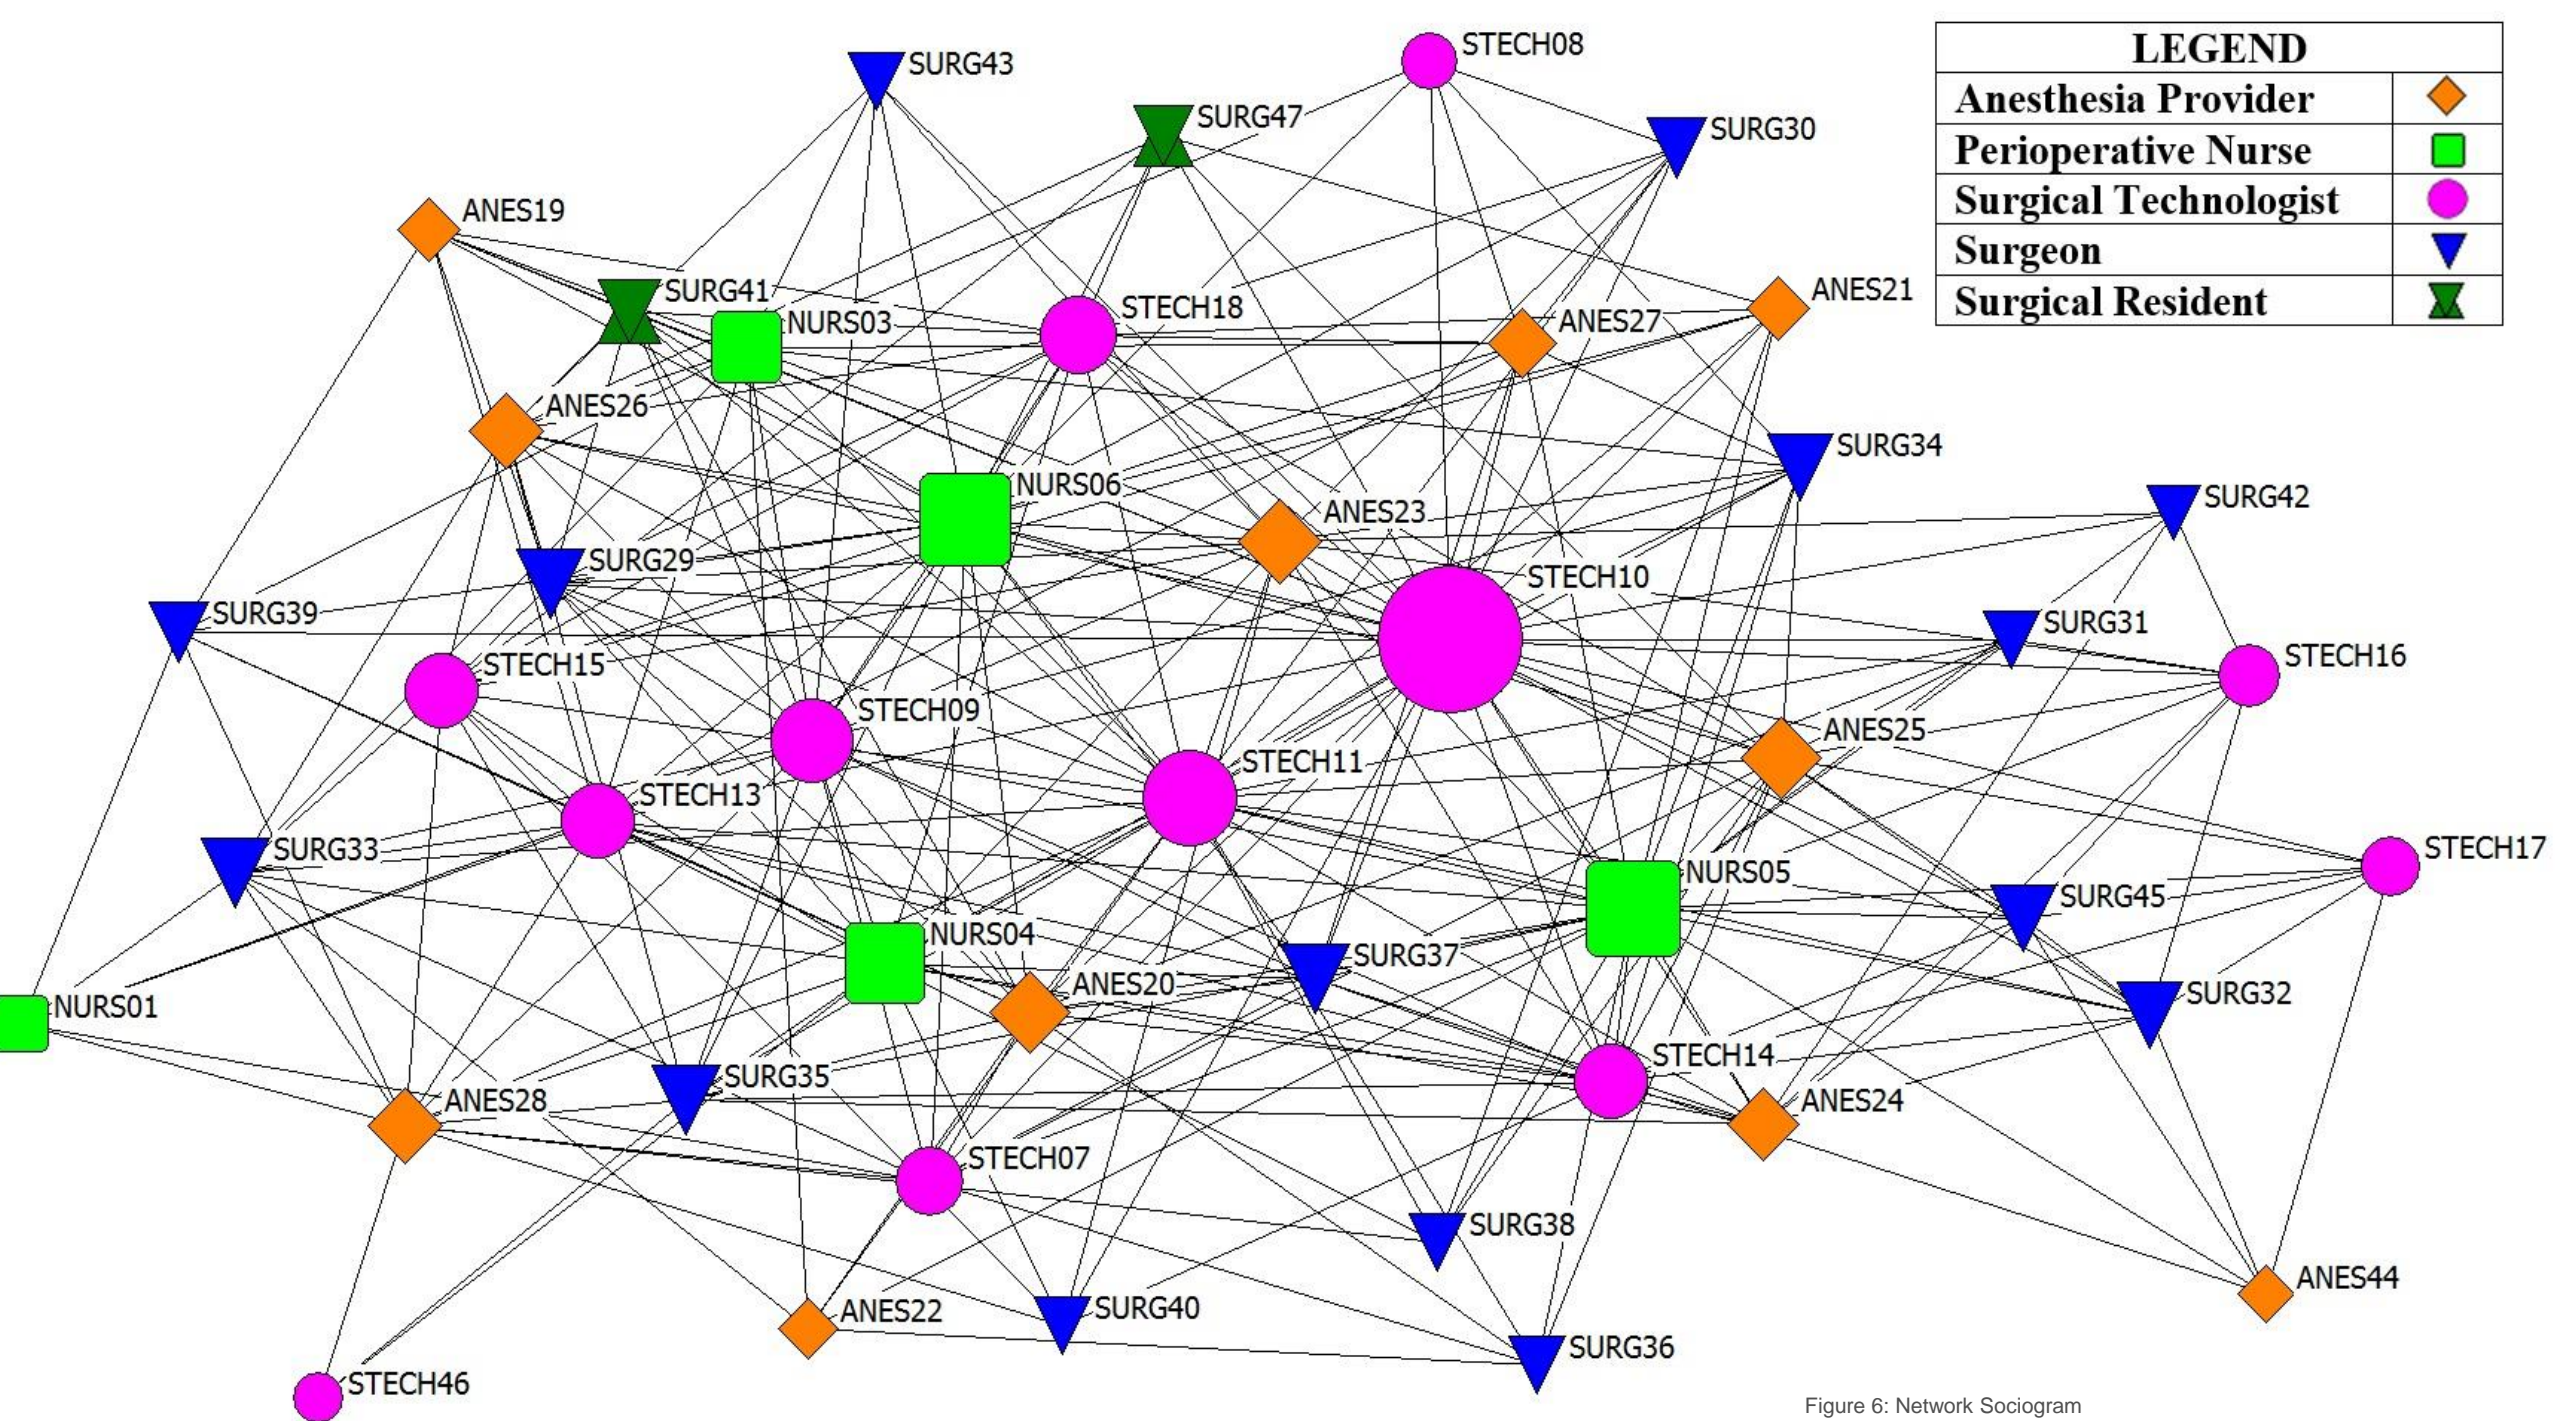 LEGEND
Anesthesia Provider
Perioperative Nurse
Surgical Technologist
Surgeon
Surgical Resident
STECH08
SURG43
SURG47
SURG30
ANES19
SURG41
ANES21
STECH18
NURS03
ANES27
ANES26
SURG34
NURS06
SURG42
ANES23
SURG29
STECH10
SURG39
SURG31
STECH15
STECH16
STECH09
ANES25
STECH11
STECH13
SURG33
STECH17
NURS05
SURG45
NURS04
SURG37
ANES20
SURG32
NURS01
STECH14
SURG35
ANES28
ANES24
STECH07
SURG38
ANES44
SURG40
ANES22
SURG36
STECH46
Figure 6: Network Sociogram